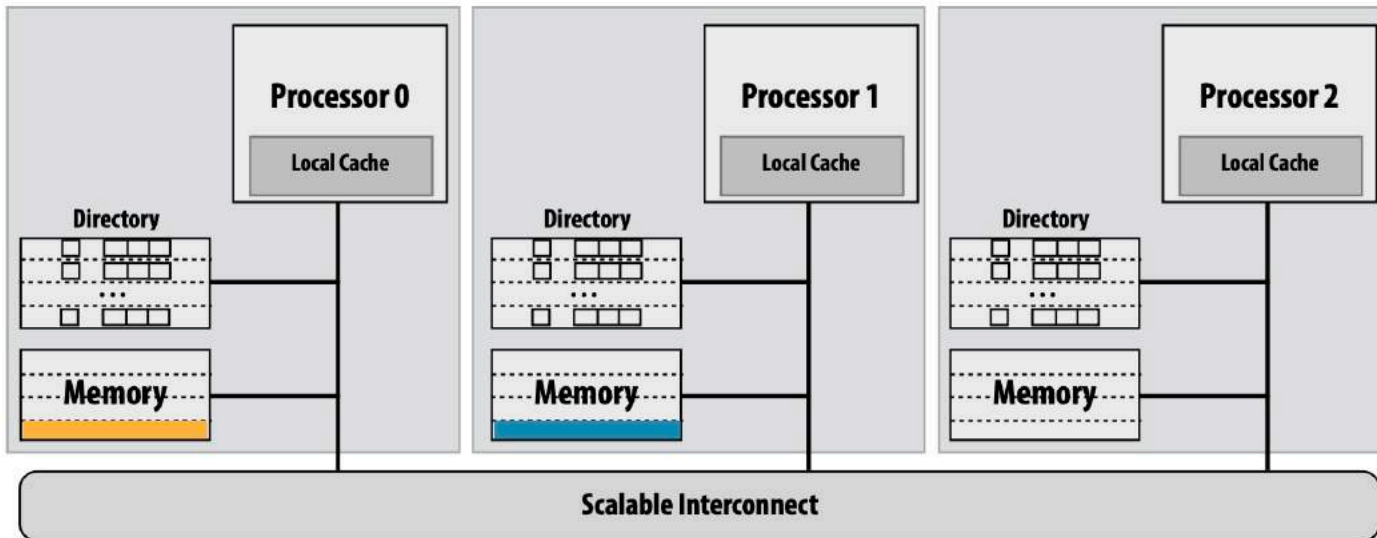 Processor 0
Local Cache
Directory
...
Memory
Processor 1
Local Cache
Directory
...
Memory
Processor 2
Local Cache
Directory
...
Memory
Scalable Interconnect